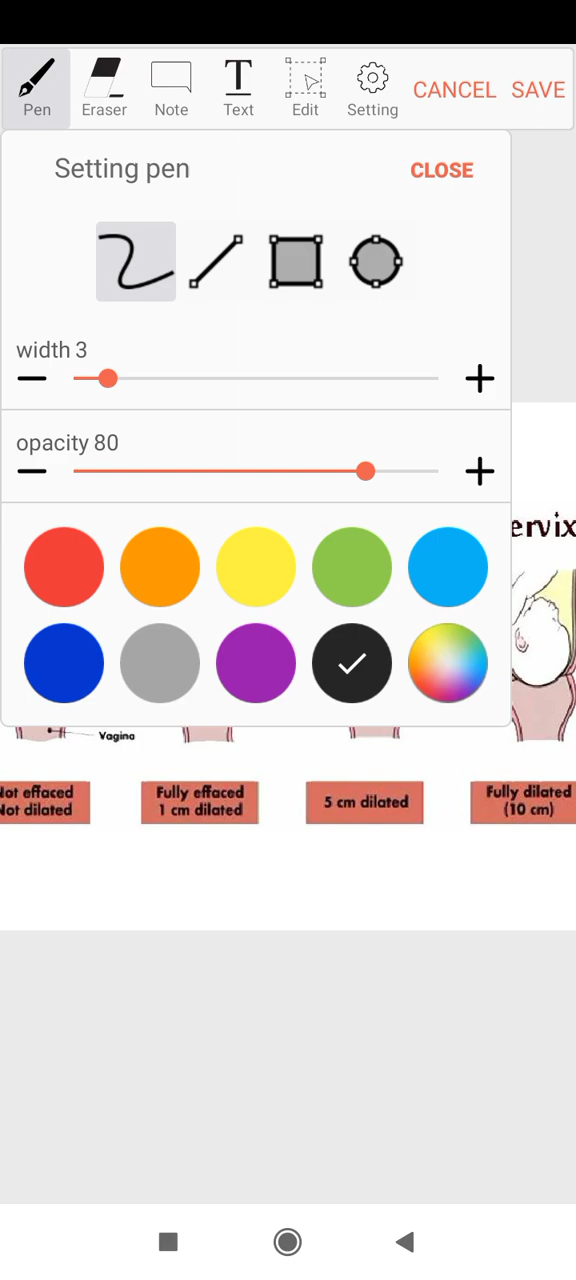 Pen Eraser Note Text Edit Setting CANCEL SAVE
Setting pen CLOSE
width 3
opacity 80
ervix
Vagina
Not effaced
Not dilated
Fully effaced
1 cm dilated
5 cm dilated
Fully dilated
(10 cm)